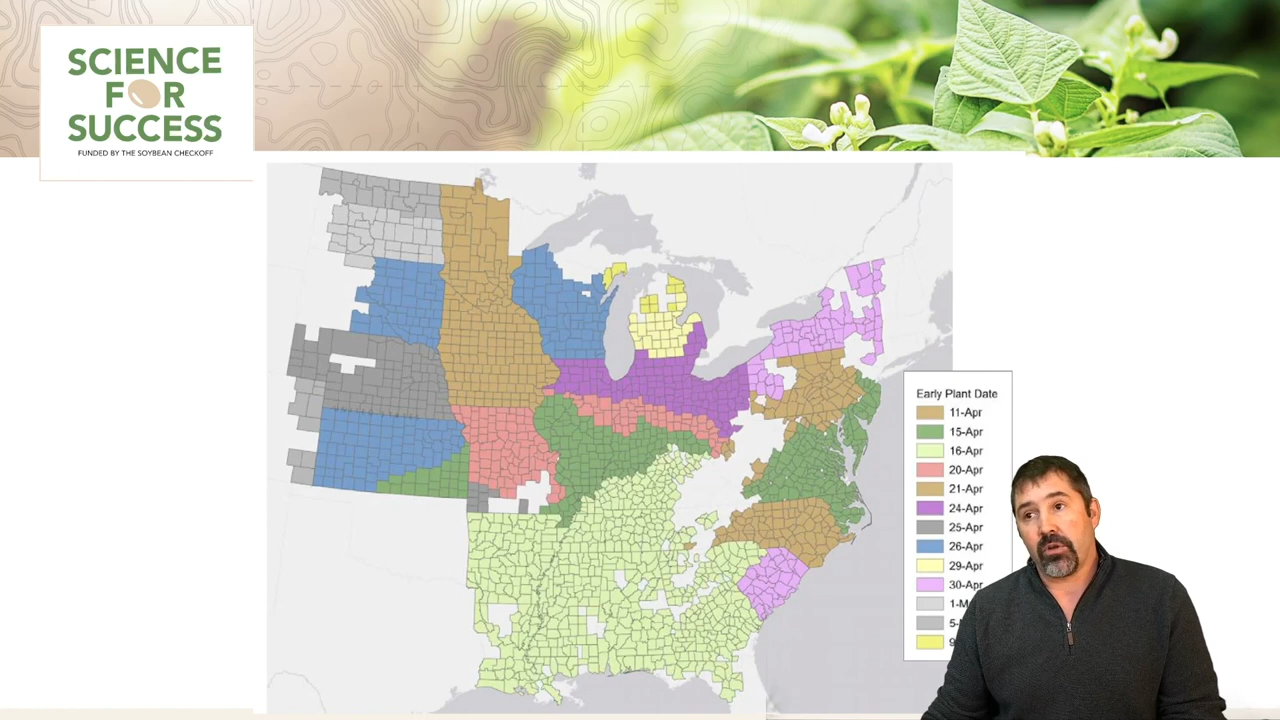 SCIENCE
FOR
SUCCESS
FUNDED BY THE SOYBEAN CHECKOFF
Early Plant Date
11-Apr
15-Apr
16-Apr
20-Apr
21-Apr
24-Apr
25-Apr
26-Apr
29-Apr
30-Apr